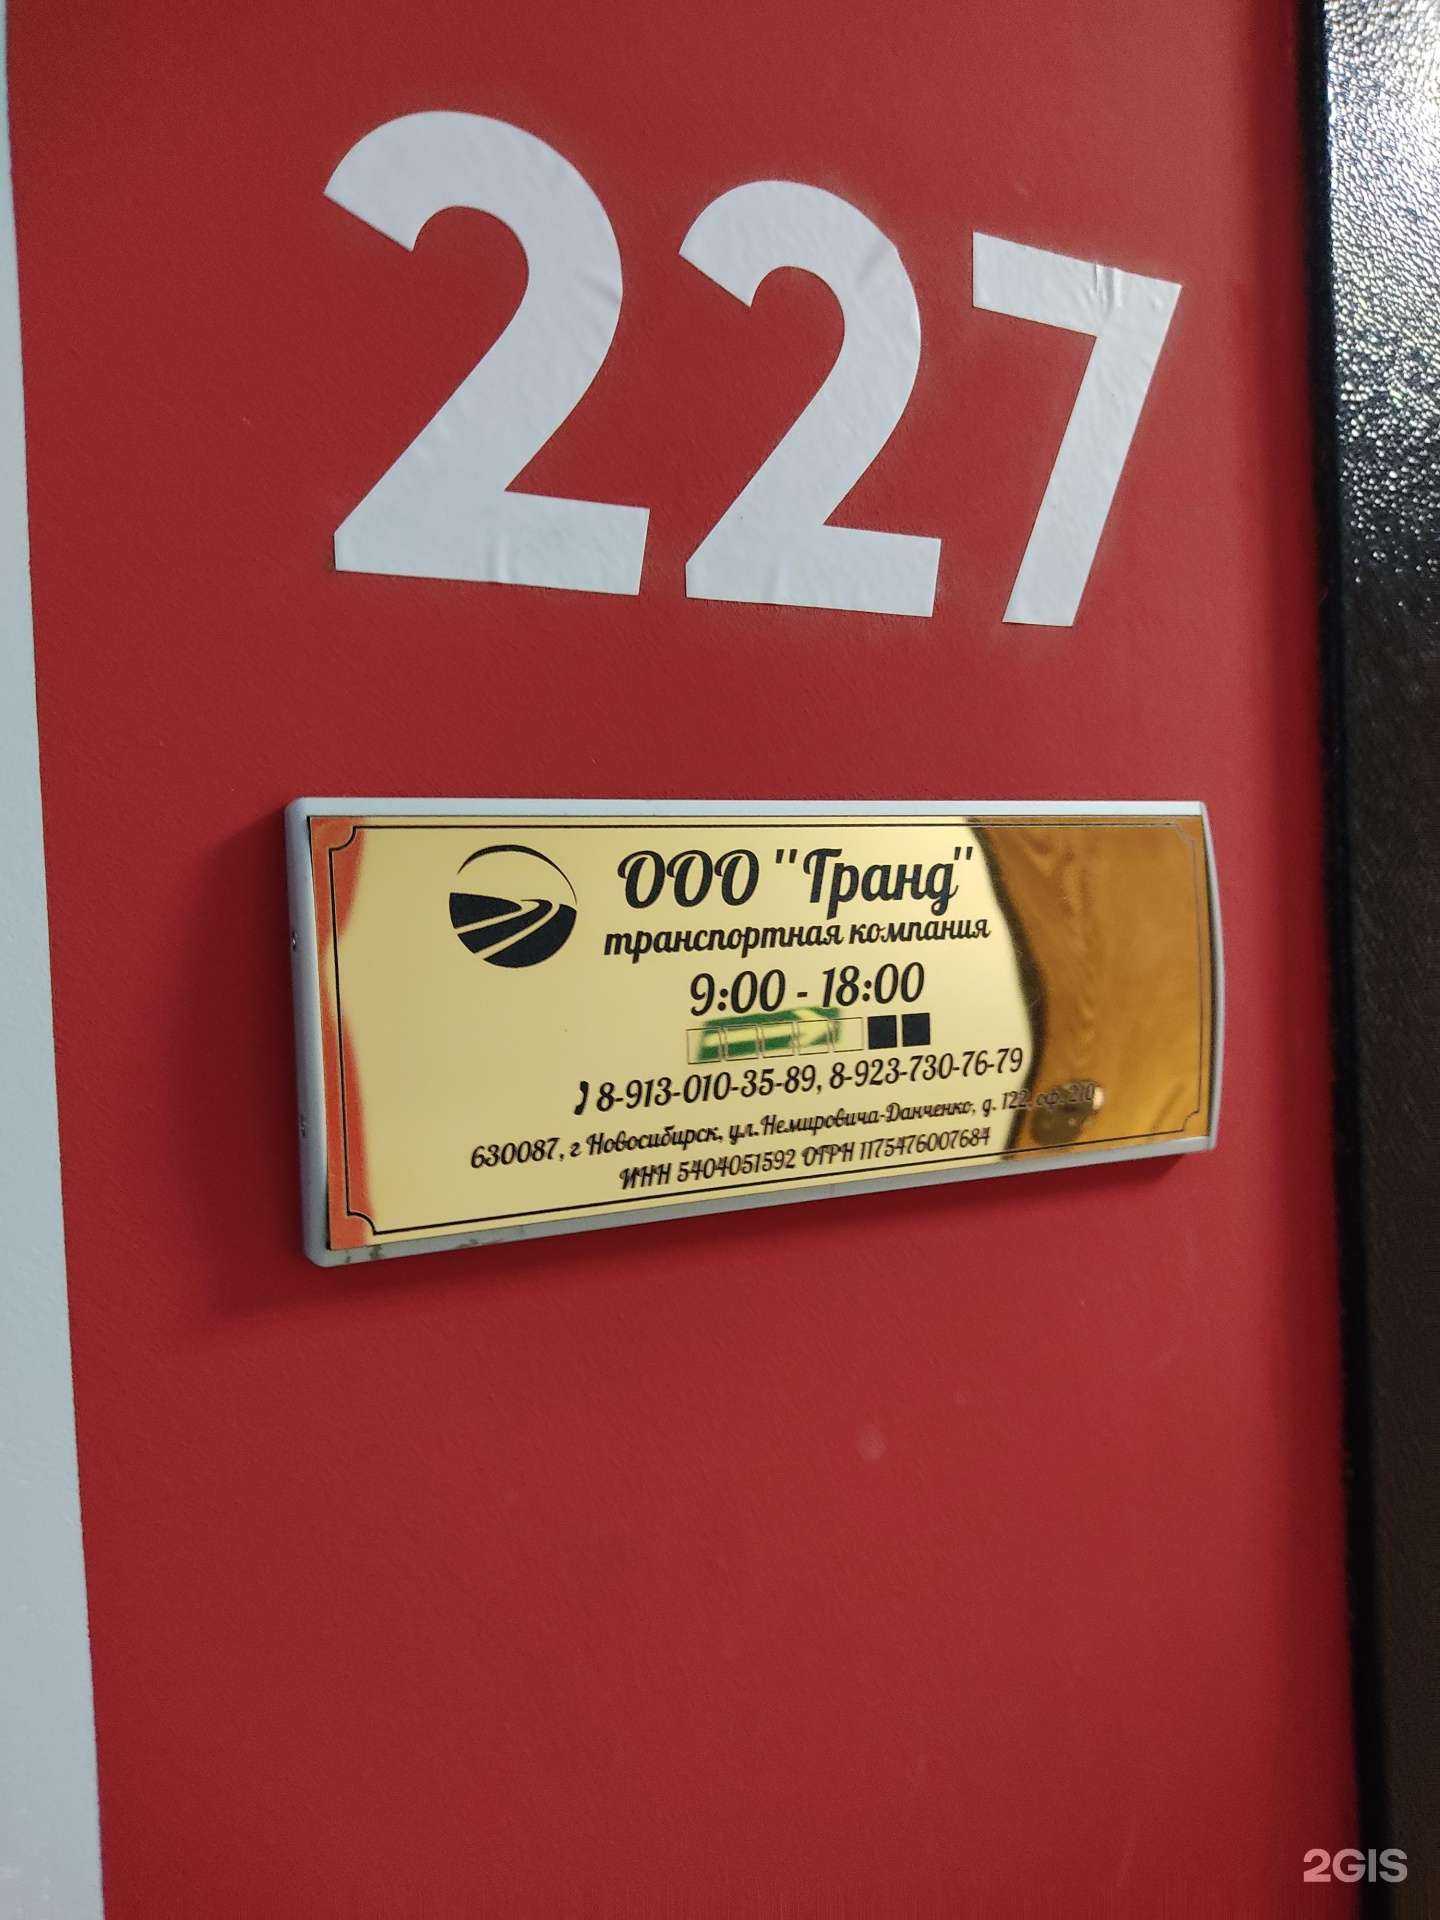 227
ООО "Гранд"
транспортная компания
9:00 - 18:00
8-913-010-35-89, 8-923-730-76-79
630087, г Новосибирск, ул.Немировича-Данченко, д. 122, оф. 210
ИНН 5404051592 ОГРН 1175476007684
2GIS